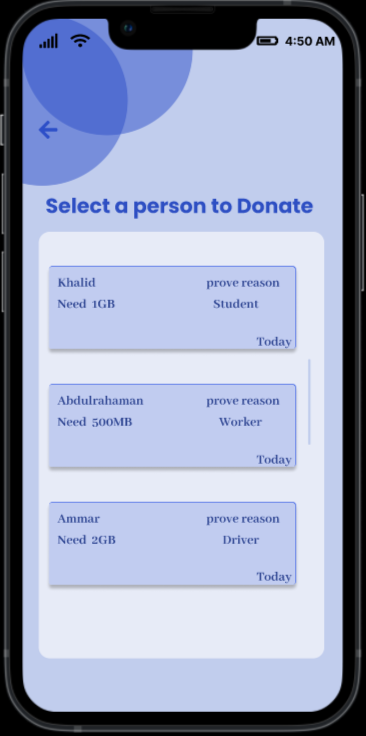 4:50 AM
Select a person to Donate
Khalid prove reason
Need 1GB Student
Today
Abdulrahaman prove reason
Need 500MB Worker
Today
Ammar prove reason
Need 2GB Driver
Today